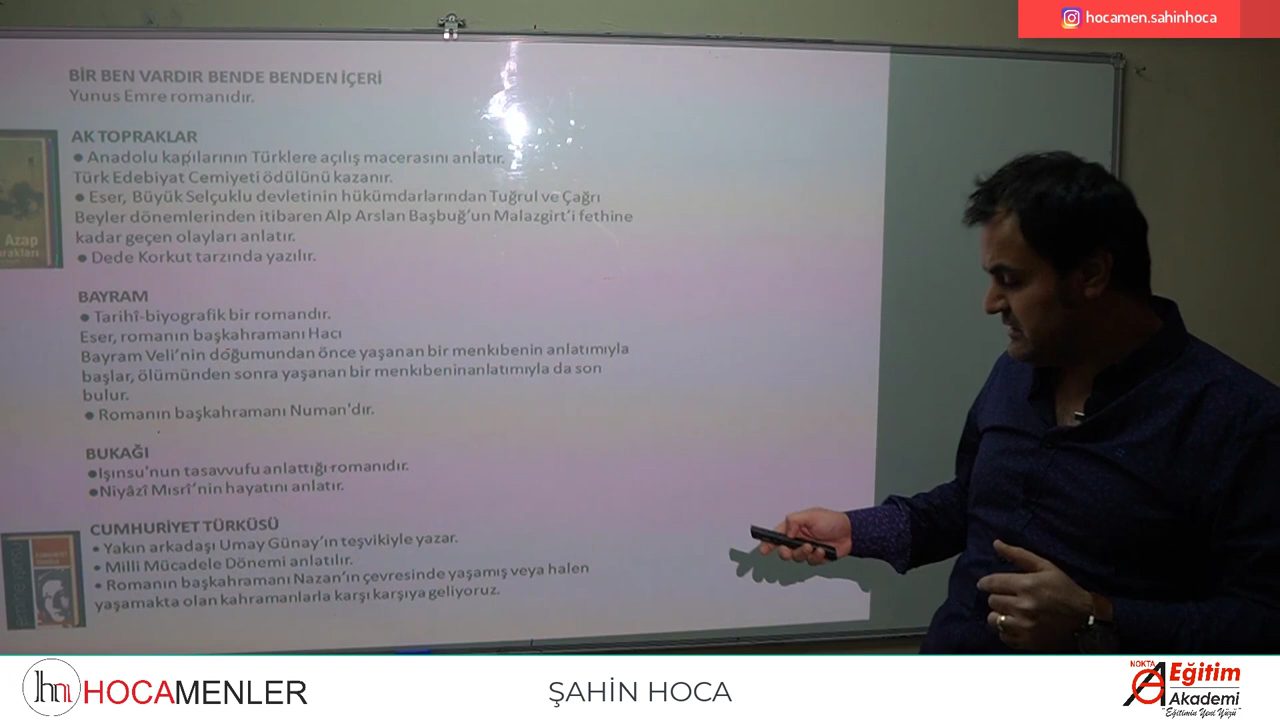 hocamen.sahinhoca
BİR BEN VARDIR BENDE BENDEN İÇERİ
Yunus Emre romanıdır.
AK TOPRAKLAR
● Anadolu kapılarının Türklere açılış macerasını anlatır.
Türk Edebiyat Cemiyeti ödülünü kazanır.
● Eser, Büyük Selçuklu devletinin hükümdarlarından Tuğrul ve Çağrı
Beyler dönemlerinden itibaren Alp Arslan Başbuğ'un Malazgirt'i fethine
kadar geçen olayları anlatır.
● Dede Korkut tarzında yazılır.
Azap
rakları
BAYRAM
● Tarihî-biyografik bir romandır.
Eser, romanın başkahramanı Hacı
Bayram Veli'nin doğumundan önce yaşanan bir menkıbenin anlatımıyla
başlar, ölümünden sonra yaşanan bir menkıbeninanlatımıyla da son
bulur.
● Romanın başkahramanı Numan'dır.
BUKAĞI
●Işınsu'nun tasavvufu anlattığı romanıdır.
●Niyâzî Mısrî'nin hayatını anlatır.
CUMHURİYET TÜRKÜSÜ
• Yakın arkadaşı Umay Günay'ın teşvikiyle yazar.
• Milli Mücadele Dönemi anlatılır.
• Romanın başkahramanı Nazan'ın çevresinde yaşamış veya halen
yaşamakta olan kahramanlarla karşı karşıya geliyoruz.
hm HOCAMENLER
ŞAHİN HOCA
NOKTA
A Eğitim
Akademi
"Eğitimin Yeni Yüzü"